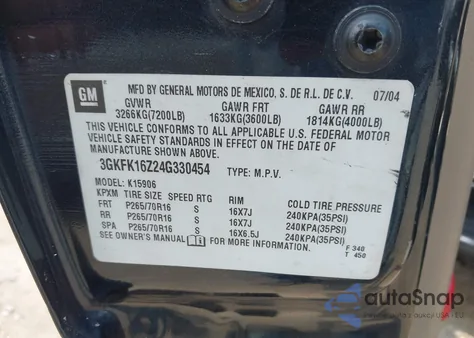 GM
MFD. BY GENERAL MOTORS DE MEXICO, S. DE R.L. DE C.V. 07/04
GVWR GAWR FRT GAWR RR
3266KG(7200LB) 1633KG(3600LB) 1814KG(4000LB)
THIS VEHICLE CONFORMS TO ALL APPLICABLE U.S. FEDERAL MOTOR
VEHICLE SAFETY STANDARDS IN EFFECT ON THE DATE OF
MANUFACTURE SHOWN ABOVE.
3GKFK16Z24G330454 TYPE: M.P.V.
MODEL: K15906
KPXM TIRE SIZE SPEED RTG RIM COLD TIRE PRESSURE
FRT P265/70R16 S 16X7J 240KPA(35PSI)
RR P265/70R16 S 16X7J 240KPA(35PSI)
SPA P265/70R16 S 16X6.5J 240KPA(35PSI)
SEE OWNER'S MANUAL FOR ADDITIONAL INFORMATION.
F 340
T 450
autoSnap